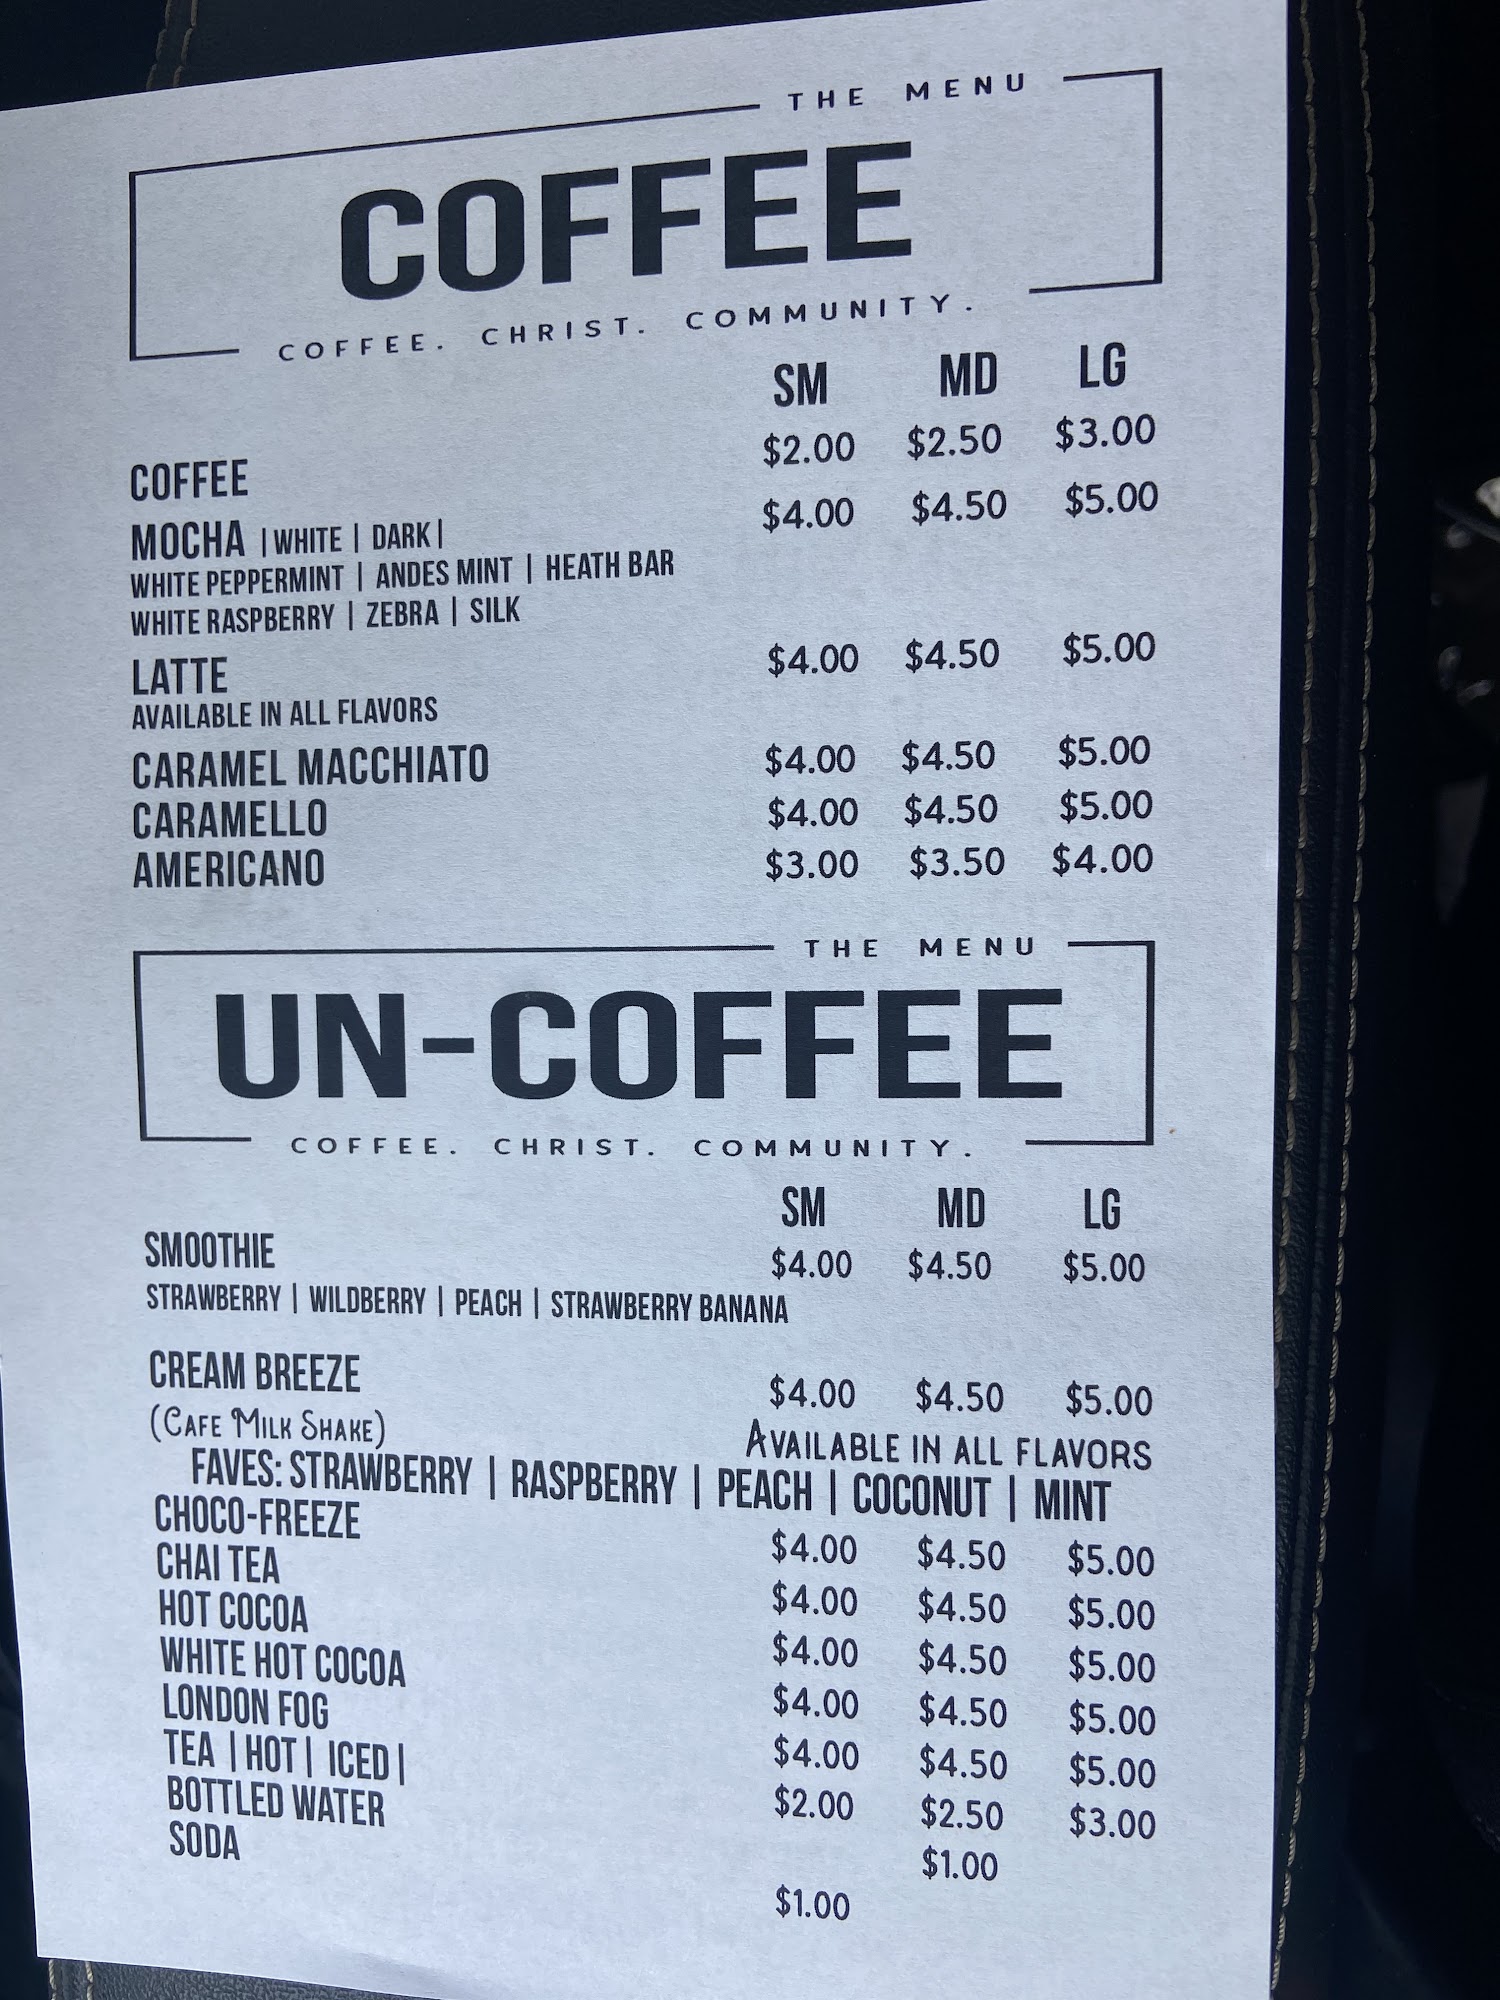 THE MENU
COFFEE
COFFEE. CHRIST. COMMUNITY.
SM MD LG
COFFEE $2.00 $2.50 $3.00
MOCHA | WHITE | DARK | $4.00 $4.50 $5.00
WHITE PEPPERMINT | ANDES MINT | HEATH BAR
WHITE RASPBERRY | ZEBRA | SILK
LATTE $4.00 $4.50 $5.00
AVAILABLE IN ALL FLAVORS
CARAMEL MACCHIATO $4.00 $4.50 $5.00
CARAMELLO $4.00 $4.50 $5.00
AMERICANO $3.00 $3.50 $4.00
THE MENU
UN-COFFEE
COFFEE. CHRIST. COMMUNITY.
SM MD LG
SMOOTHIE $4.00 $4.50 $5.00
STRAWBERRY | WILDBERRY | PEACH | STRAWBERRY BANANA
CREAM BREEZE $4.00 $4.50 $5.00
(CAFE MILK SHAKE) AVAILABLE IN ALL FLAVORS
FAVES: STRAWBERRY | RASPBERRY | PEACH | COCONUT | MINT
CHOCO-FREEZE $4.00 $4.50 $5.00
CHAI TEA $4.00 $4.50 $5.00
HOT COCOA $4.00 $4.50 $5.00
WHITE HOT COCOA $4.00 $4.50 $5.00
LONDON FOG $4.00 $4.50 $5.00
TEA | HOT | ICED | $2.00 $2.50 $3.00
BOTTLED WATER $1.00
SODA $1.00